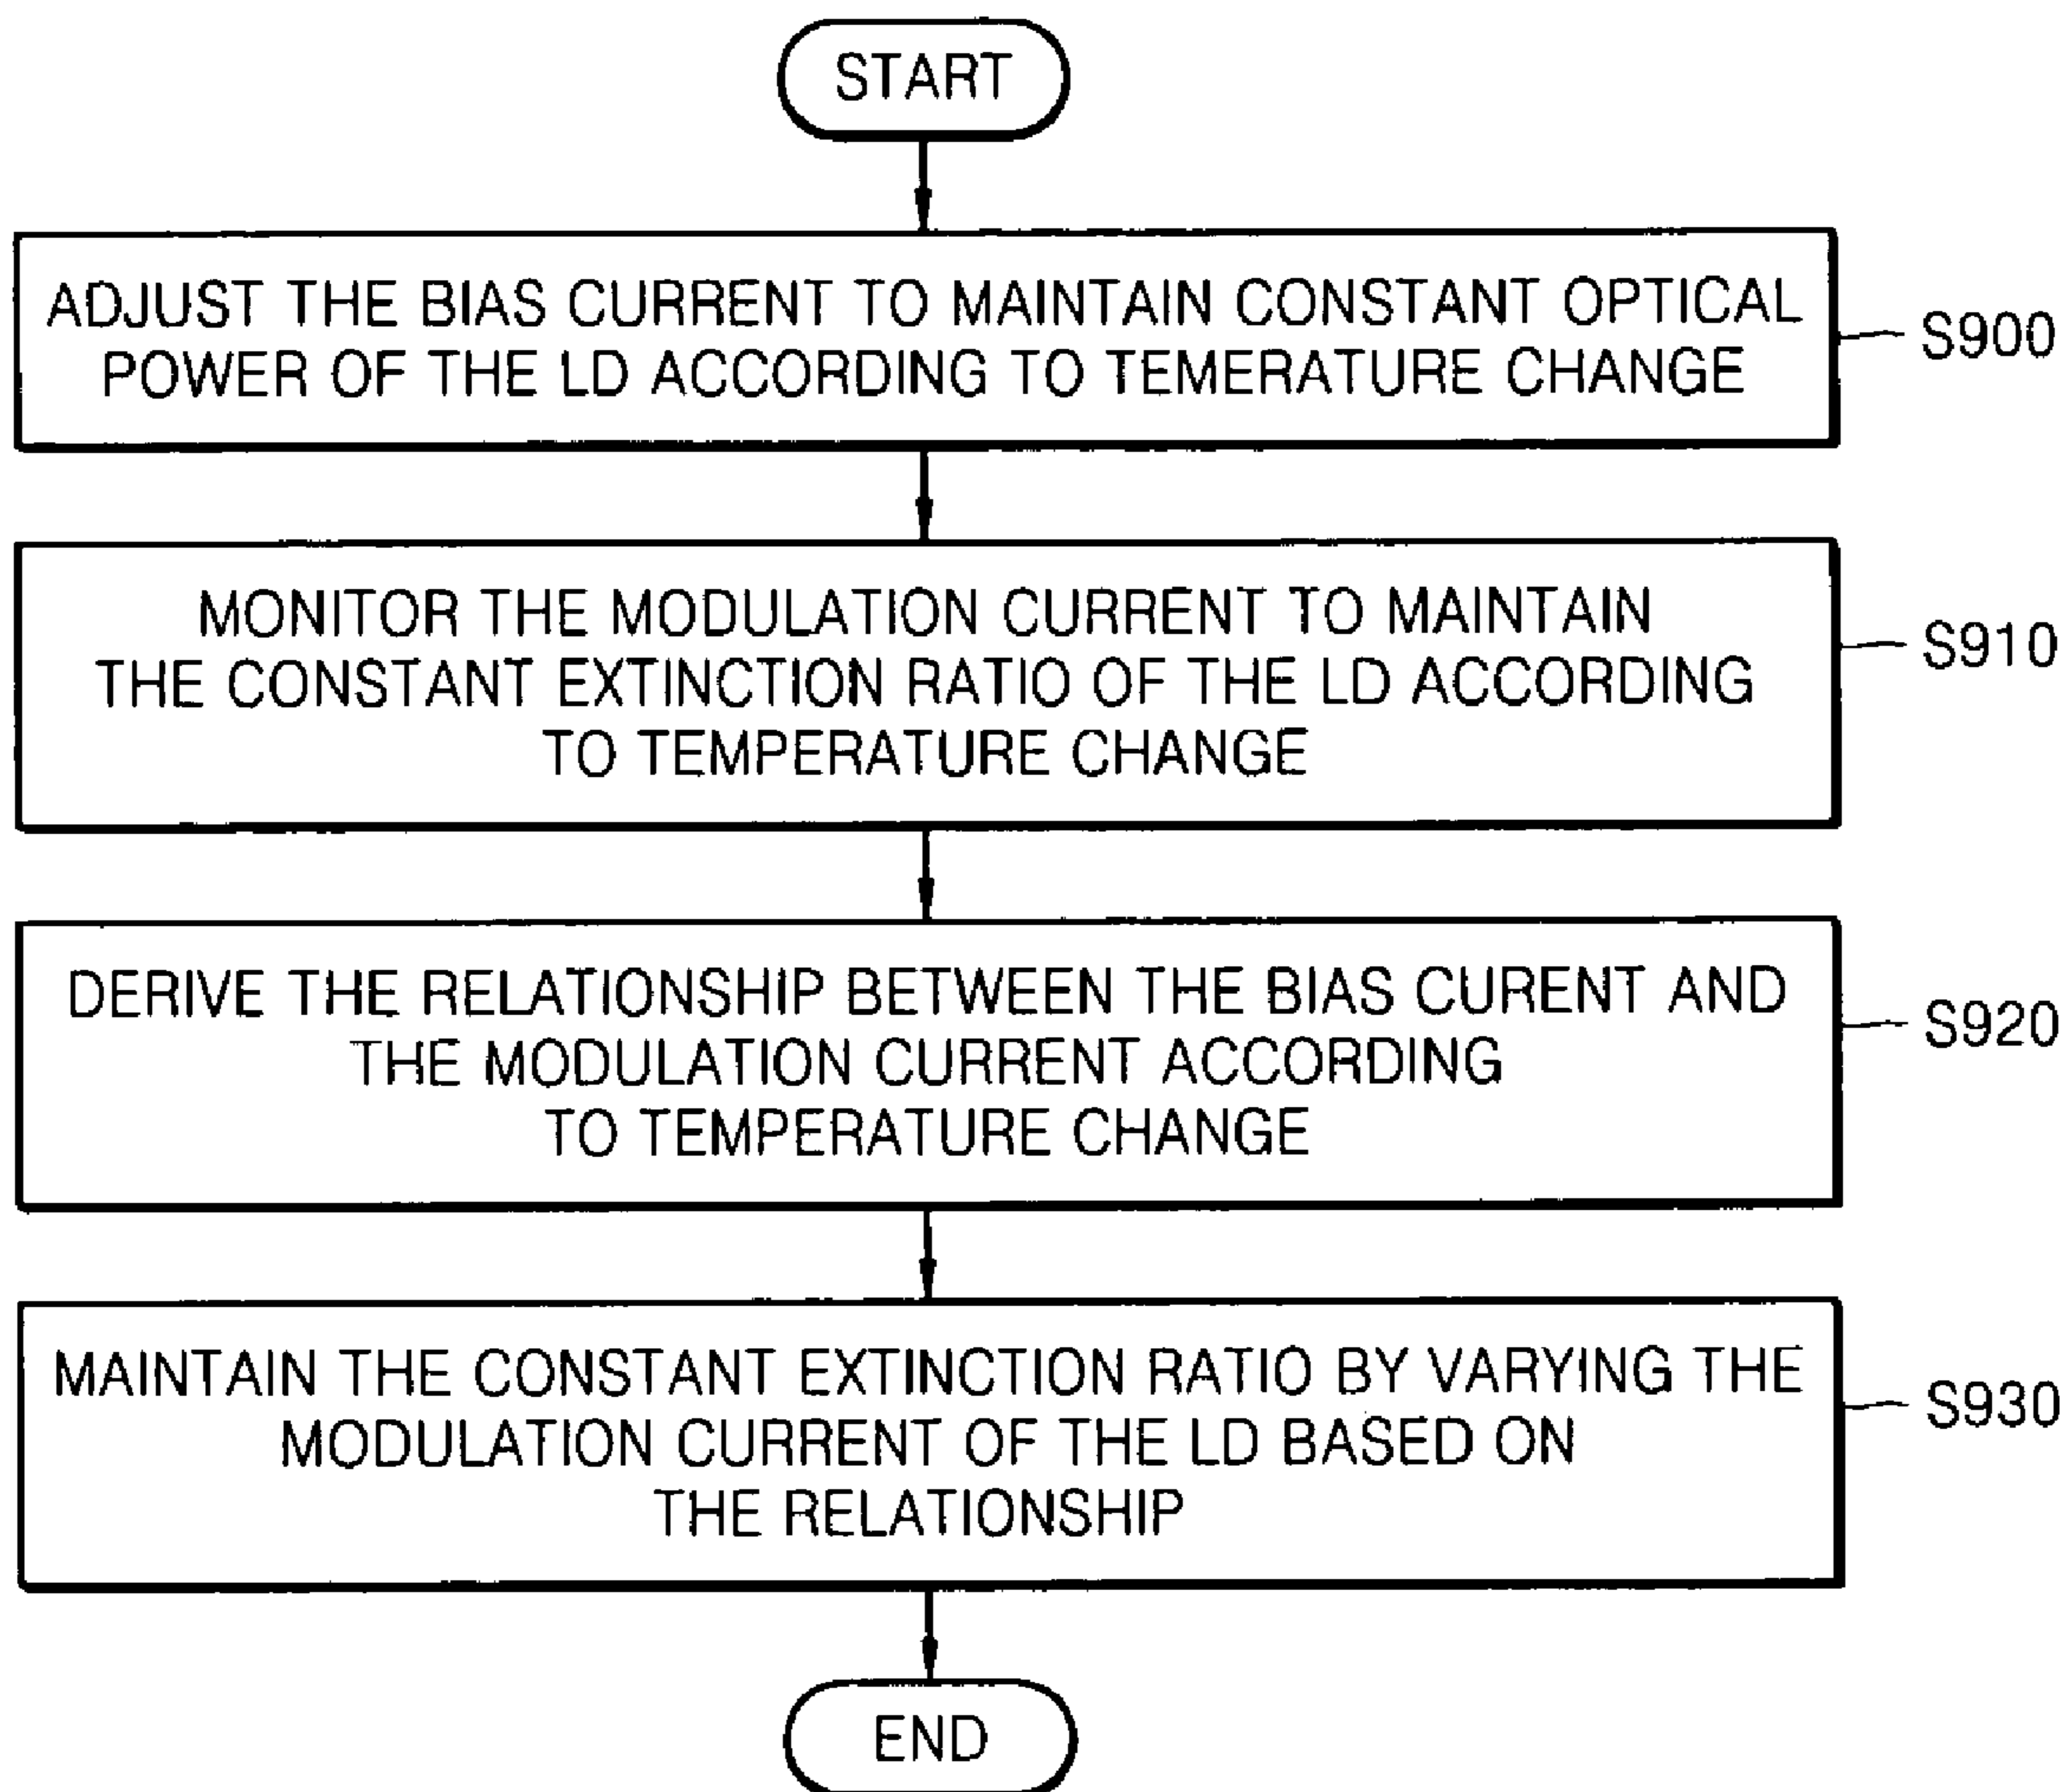 START
ADJUST THE BIAS CURRENT TO MAINTAIN CONSTANT OPTICAL
POWER OF THE LD ACCORDING TO TEMERATURE CHANGE
S900
MONITOR THE MODULATION CURRENT TO MAINTAIN
THE CONSTANT EXTINCTION RATIO OF THE LD ACCORDING
TO TEMPERATURE CHANGE
S910
DERIVE THE RELATIONSHIP BETWEEN THE BIAS CURENT AND
THE MODULATION CURRENT ACCORDING
TO TEMPERATURE CHANGE
S920
MAINTAIN THE CONSTANT EXTINCTION RATIO BY VARYING THE
MODULATION CURRENT OF THE LD BASED ON
THE RELATIONSHIP
S930
END